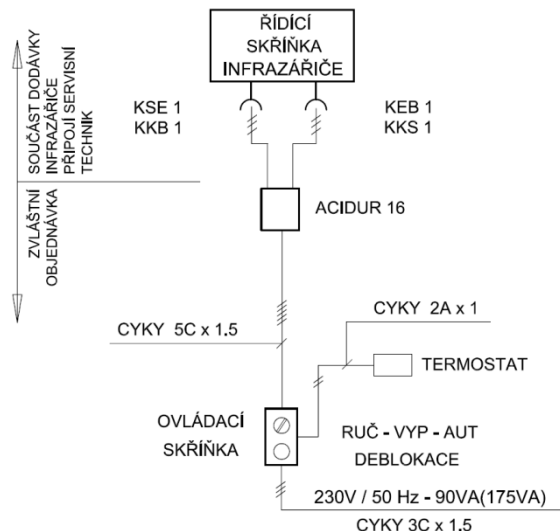 ŘÍDÍCÍ
SKŘÍŇKA
INFRAZÁŘIČE
SOUČÁST DODÁVKY
INFRAZÁŘIČE
PŘIPOJÍ SERVISNÍ
TECHNIK
KSE 1
KKB 1
KEB 1
KKS 1
ZVLÁŠTNÍ
OBJEDNÁVKA
ACIDUR 16
CYKY 2A x 1
CYKY 5C x 1.5
TERMOSTAT
OVLÁDACÍ
SKŘÍŇKA
RUČ - VYP - AUT
DEBLOKACE
230V / 50 Hz - 90VA(175VA)
CYKY 3C x 1.5